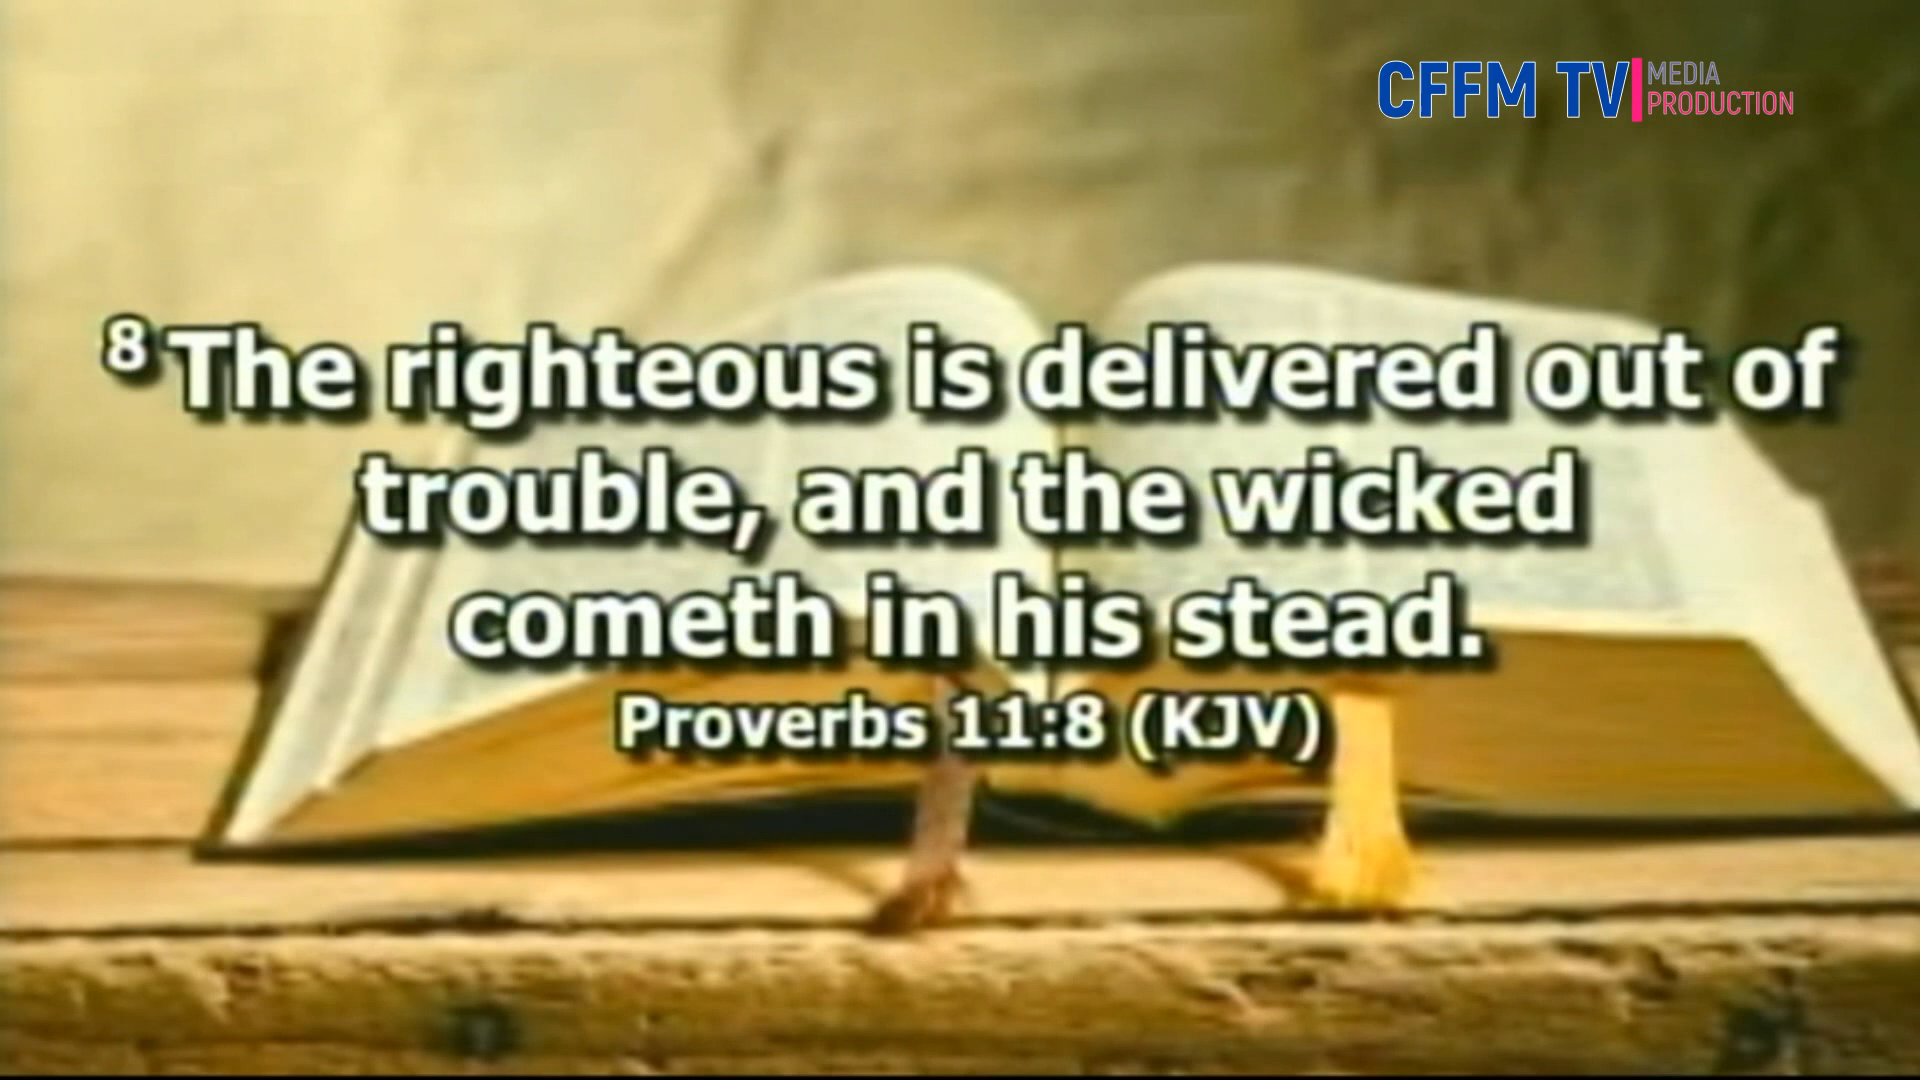 CFFM TV MEDIA
PRODUCTION
8 The righteous is delivered out of
trouble, and the wicked
cometh in his stead.
Proverbs 11:8 (KJV)